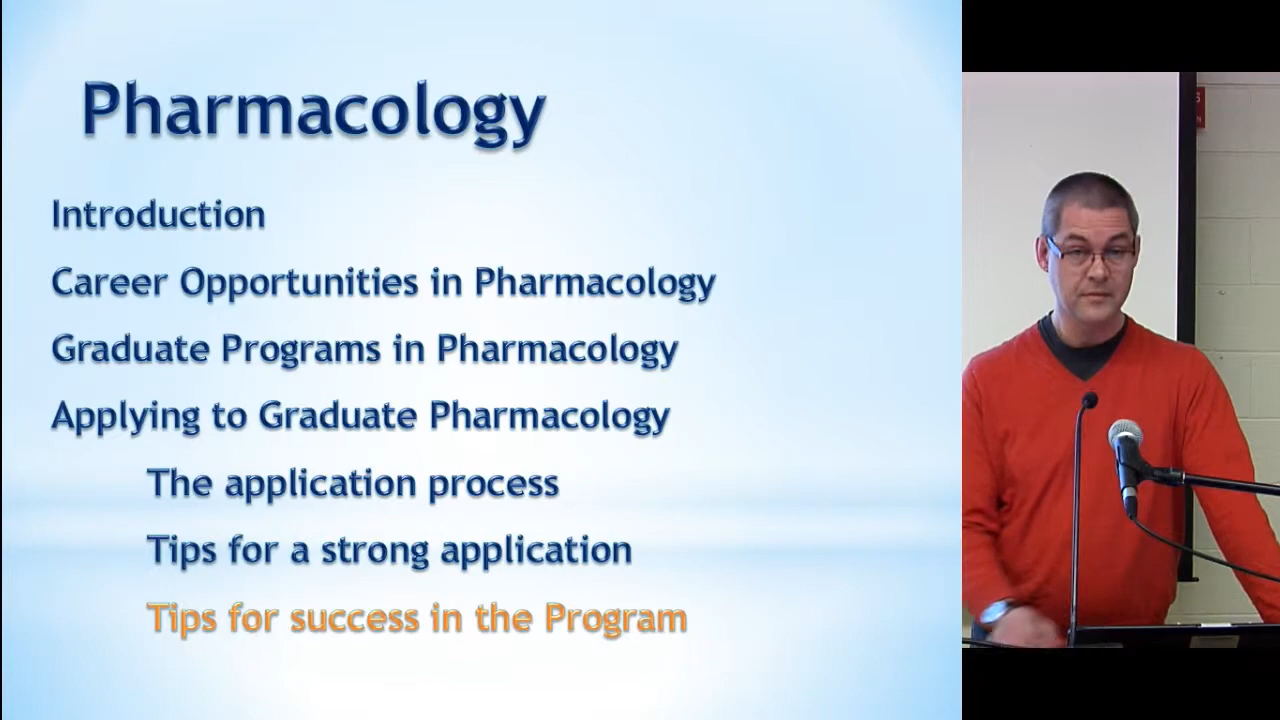 Pharmacology
Introduction
Career Opportunities in Pharmacology
Graduate Programs in Pharmacology
Applying to Graduate Pharmacology
The application process
Tips for a strong application
Tips for success in the Program